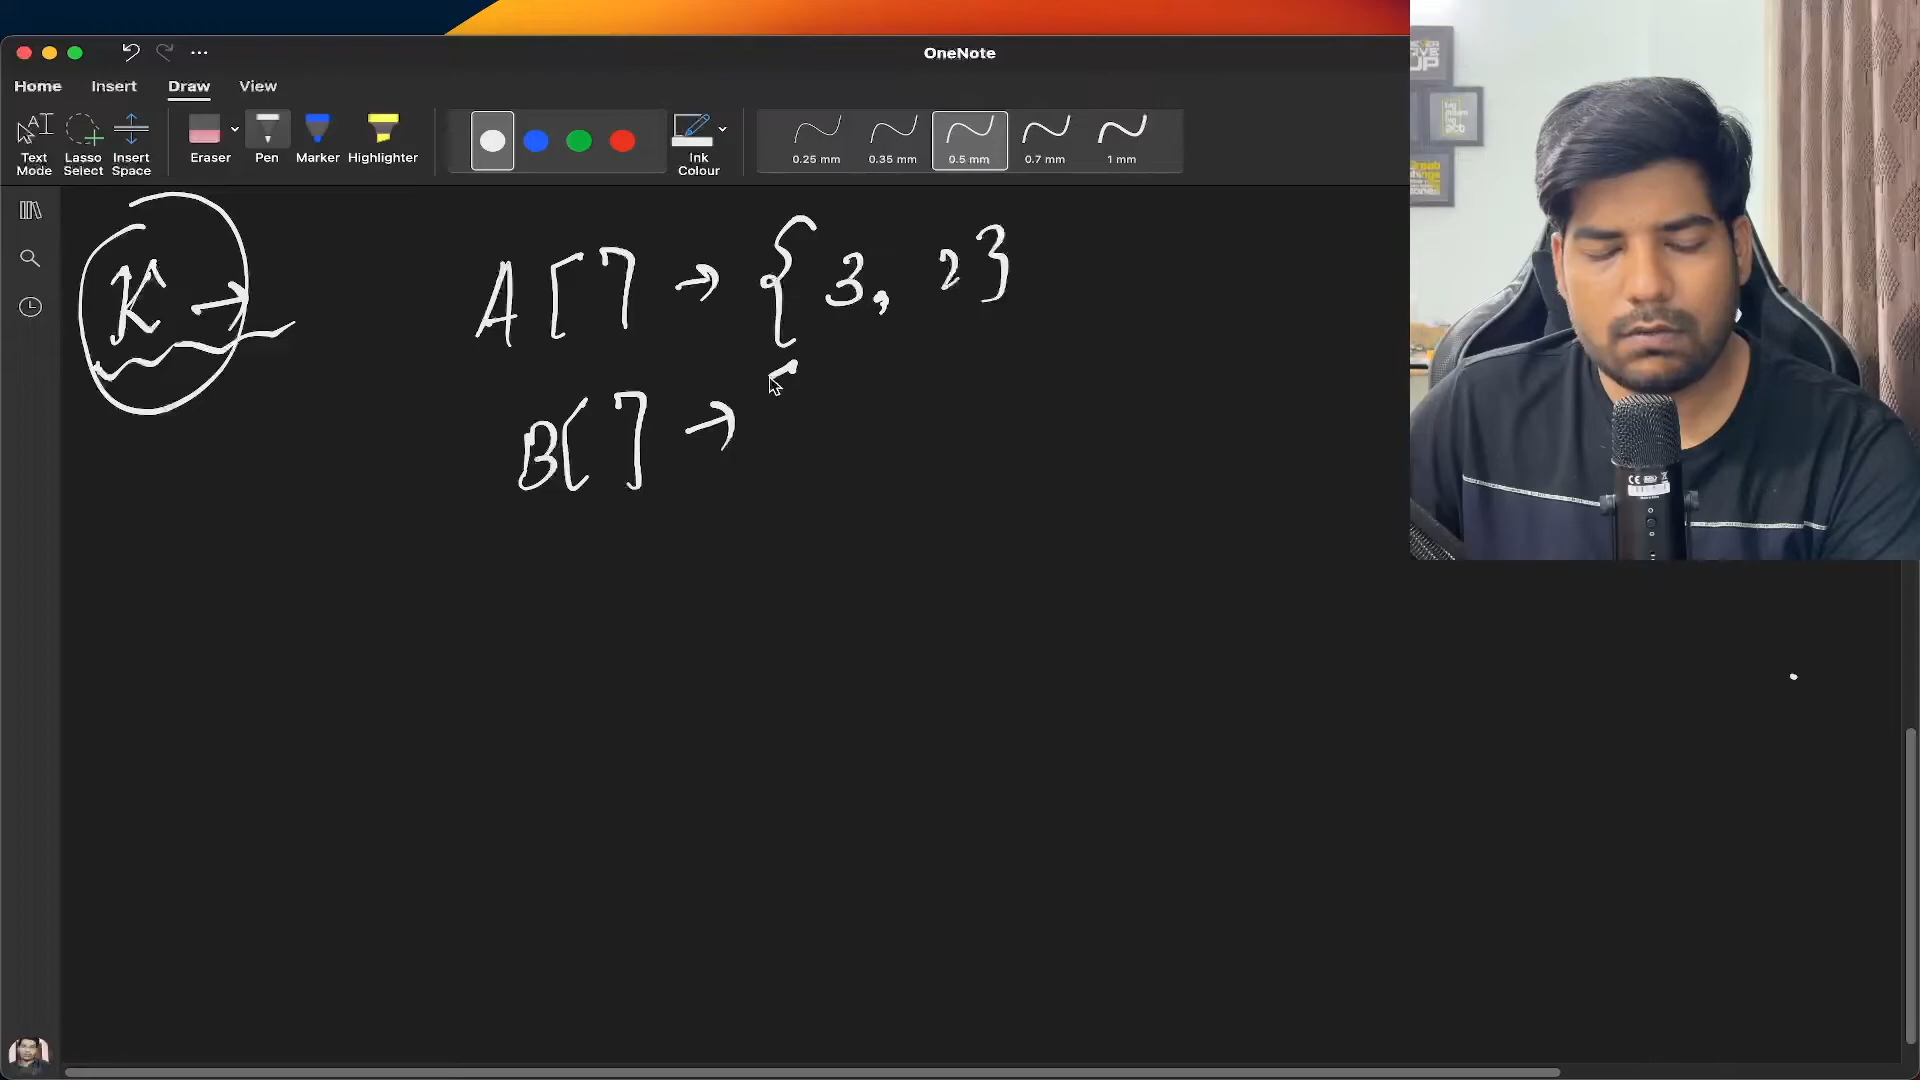 OneNote
Home Insert Draw View
Text Mode
Lasso Select
Insert Space
Eraser
Pen
Marker
Highlighter
Ink Colour
0.25 mm
0.35 mm
0.5 mm
0.7 mm
1 mm
K →
A [ ] → { 3, 2 }
B [ ] →